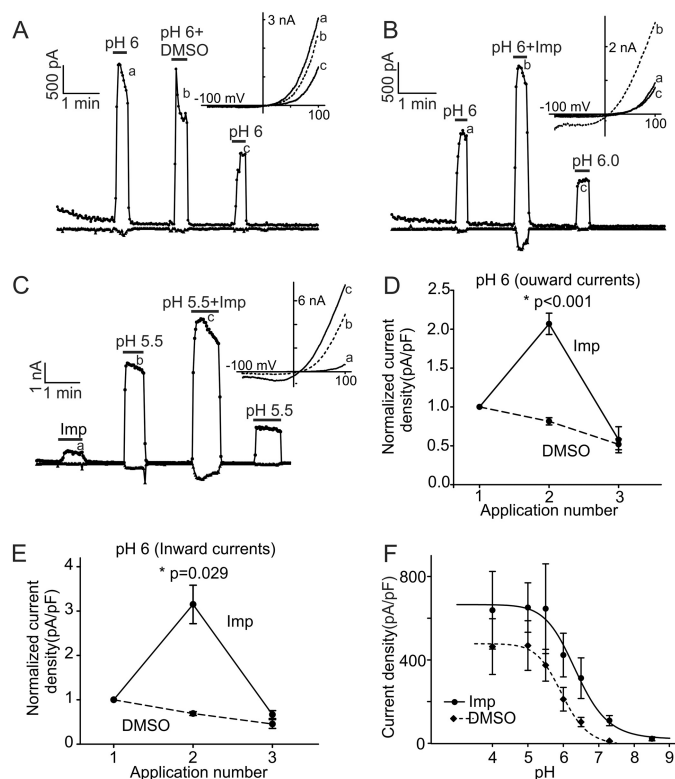 A
500 pA
1 min
pH 6
a
pH 6+
DMSO
b
pH 6
c
3 nA
a
b
c
-100 mV
100
B
500 pA
1 min
pH 6
a
pH 6+Imp
b
pH 6.0
c
2 nA
b
a
c
-100 mV
100
C
1 nA
1 min
Imp
a
pH 5.5
b
pH 5.5+Imp
c
pH 5.5
6 nA
c
b
a
-100 mV
100
D
pH 6 (ouward currents)
* p<0.001
Normalized current
density(pA/pF)
2.5
2.0
1.5
1.0
0.5
0.0
Imp
DMSO
1 2 3
Application number
E
pH 6 (Inward currents)
* p=0.029
Normalized current
density(pA/pF)
4
3
2
1
0
Imp
DMSO
1 2 3
Application number
F
Current density(pA/pF)
800
400
0
Imp
DMSO
4 5 6 7 8 9
pH